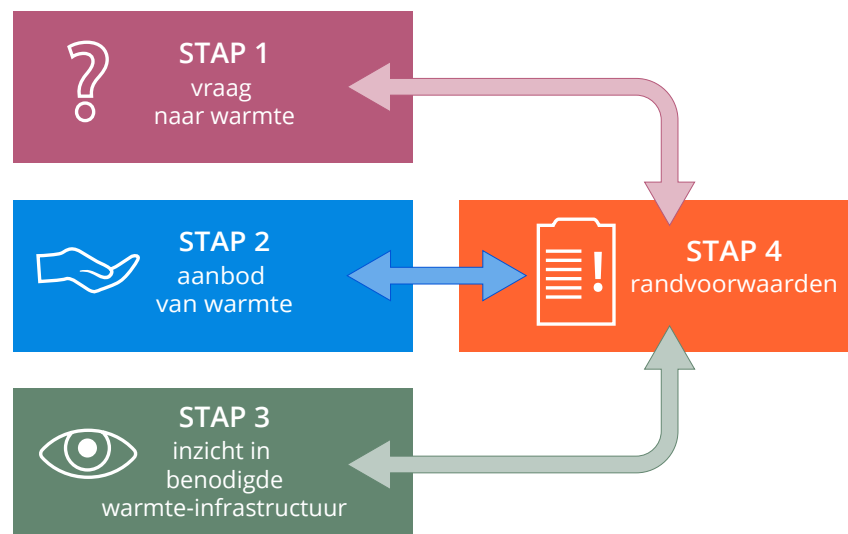 STAP 1
vraag
naar warmte
STAP 2
aanbod
van warmte
STAP 3
inzicht in
benodigde
warmte-infrastructuur
STAP 4
randvoorwaarden